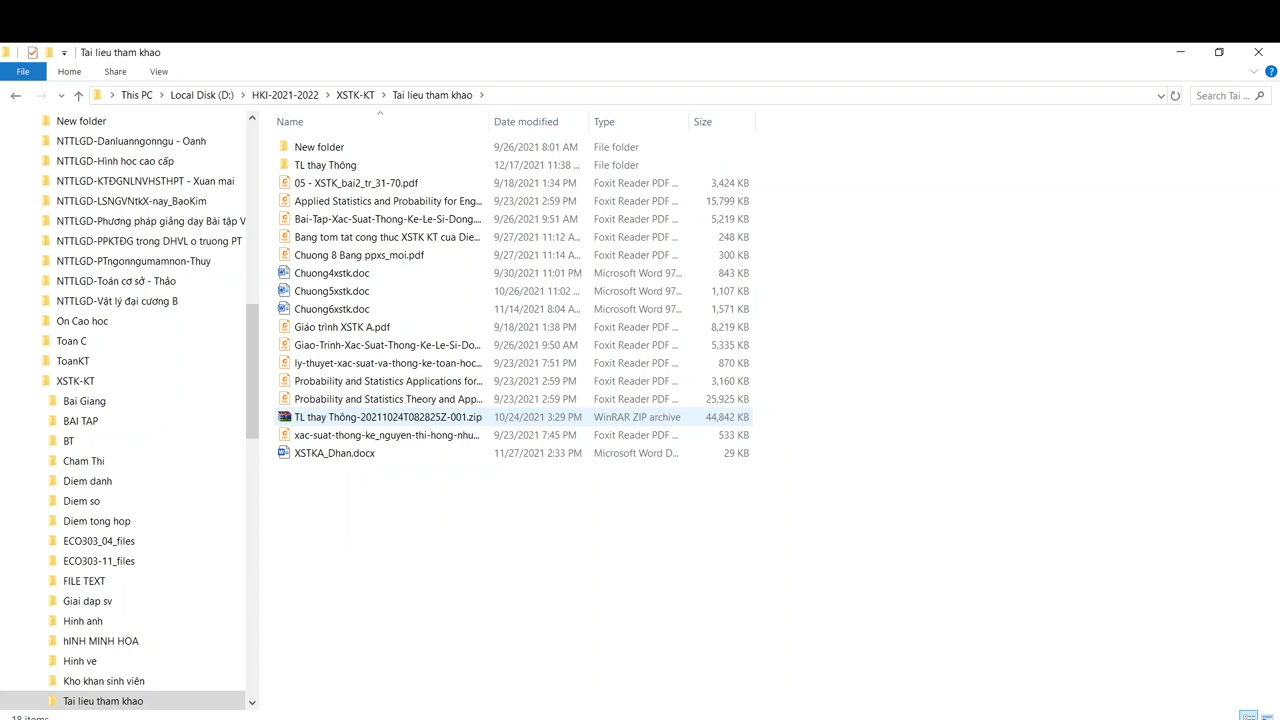 Tai lieu tham khao
File Home Share View
This PC > Local Disk (D:) > HKI-2021-2022 > XSTK-KT > Tai lieu tham khao > Search Tai ...
New folder
NTTLGD-Danluanngongu - Oanh
NTTLGD-Hình học cao cấp
NTTLGD-KTĐGNLNVHSTHPT - Xuan mai
NTTLGD-LSNGVNtkX-nay_BaoKim
NTTLGD-Phương pháp giảng dạy Bài tập V
NTTLGD-PPKTĐG trong DHVL o truong PT
NTTLGD-PTngonngumamnon-Thuy
NTTLGD-Toán cơ sở - Thảo
NTTLGD-Vật lý đại cương B
On Cao hoc
Toan C
ToanKT
XSTK-KT
Bai Giang
BAI TAP
BT
Cham Thi
Diem danh
Diem so
Diem tong hop
ECO303_04_files
ECO303-11_files
FILE TEXT
Giai dap sv
Hinh anh
hINH MINH HOA
Hinh ve
Kho khan sinh viên
Tai lieu tham khao
Name Date modified Type Size
New folder 9/26/2021 8:01 AM File folder
TL thay Thông 12/17/2021 11:38 ... File folder
05 - XSTK_bai2_tr_31-70.pdf 9/18/2021 1:34 PM Foxit Reader PDF ... 3,424 KB
Applied Statistics and Probability for Eng... 9/23/2021 2:59 PM Foxit Reader PDF ... 15,799 KB
Bai-Tap-Xac-Suat-Thong-Ke-Le-Si-Dong.... 9/26/2021 9:51 AM Foxit Reader PDF ... 5,219 KB
Bang tom tat cong thuc XSTK KT cua Die... 9/27/2021 11:12 A... Foxit Reader PDF ... 248 KB
Chuong 8 Bang ppxs_moi.pdf 9/27/2021 11:14 A... Foxit Reader PDF ... 300 KB
Chuong4xstk.doc 9/30/2021 11:01 PM Microsoft Word 97... 843 KB
Chuong5xstk.doc 10/26/2021 11:02 ... Microsoft Word 97... 1,107 KB
Chuong6xstk.doc 11/14/2021 8:04 A... Microsoft Word 97... 1,571 KB
Giáo trình XSTK A.pdf 9/18/2021 1:38 PM Foxit Reader PDF ... 8,219 KB
Giao-Trinh-Xac-Suat-Thong-Ke-Le-Si-Do... 9/26/2021 9:50 AM Foxit Reader PDF ... 5,335 KB
ly-thuyet-xac-suat-va-thong-ke-toan-hoc... 9/23/2021 7:51 PM Foxit Reader PDF ... 870 KB
Probability and Statistics Applications for... 9/23/2021 2:59 PM Foxit Reader PDF ... 3,160 KB
Probability and Statistics Theory and App... 9/23/2021 2:59 PM Foxit Reader PDF ... 25,925 KB
TL thay Thông-20211024T082825Z-001.zip 10/24/2021 3:29 PM WinRAR ZIP archive 44,842 KB
xac-suat-thong-ke_nguyen-thi-hong-nhu... 9/23/2021 7:45 PM Foxit Reader PDF ... 533 KB
XSTKA_Dhan.docx 11/27/2021 2:33 PM Microsoft Word D... 29 KB
18 items